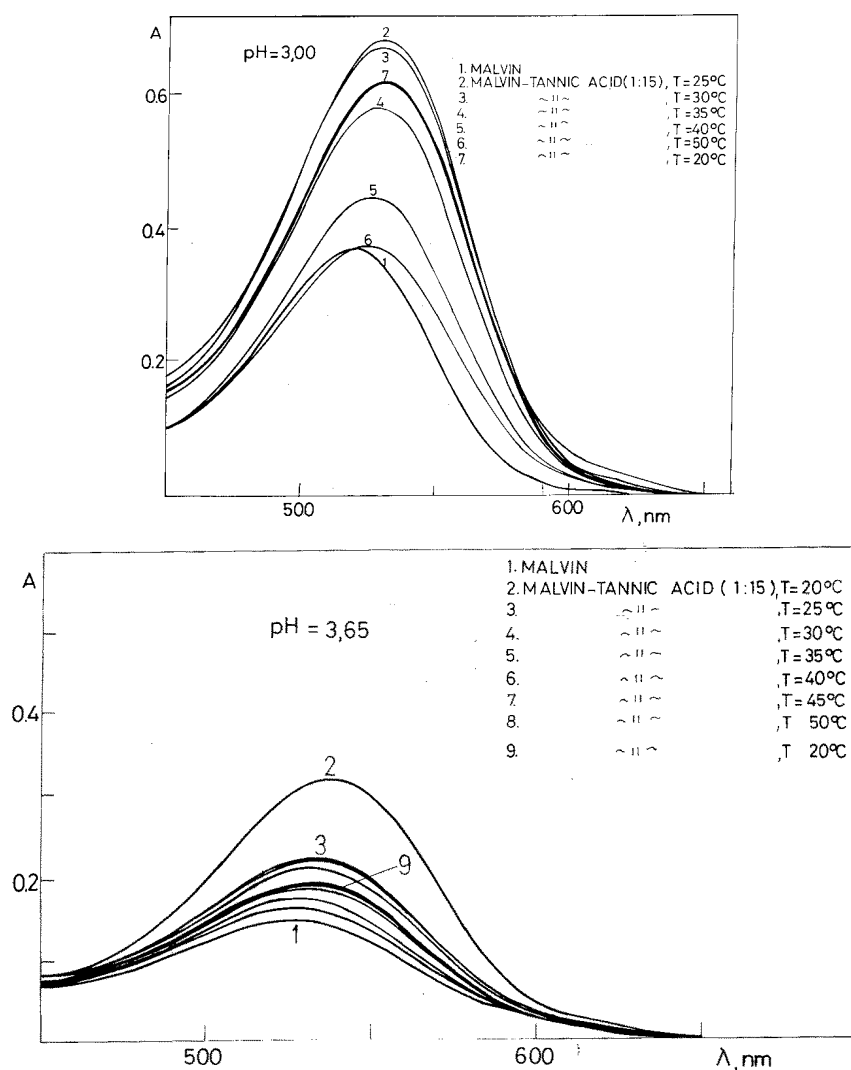 A
pH=3,00
0.6
0.4
0.2
2
3
7
4
5
6
1
1. MALVIN
2. MALVIN-TANNIC ACID(1:15), T=25°C
3. ~"~ , T=30°C
4. ~"~ , T=35°C
5. ~"~ , T=40°C
6. ~"~ , T=50°C
7. ~"~ , T=20°C
500
600
λ, nm
A
pH = 3,65
0.4
0.2
2
3
9
1
1. MALVIN
2. MALVIN-TANNIC ACID (1:15), T=20°C
3. ~"~ , T=25°C
4. ~"~ , T=30°C
5. ~"~ , T=35°C
6. ~"~ , T=40°C
7. ~"~ , T=45°C
8. ~"~ , T 50°C
9. ~"~ , T 20°C
500
600
λ, nm